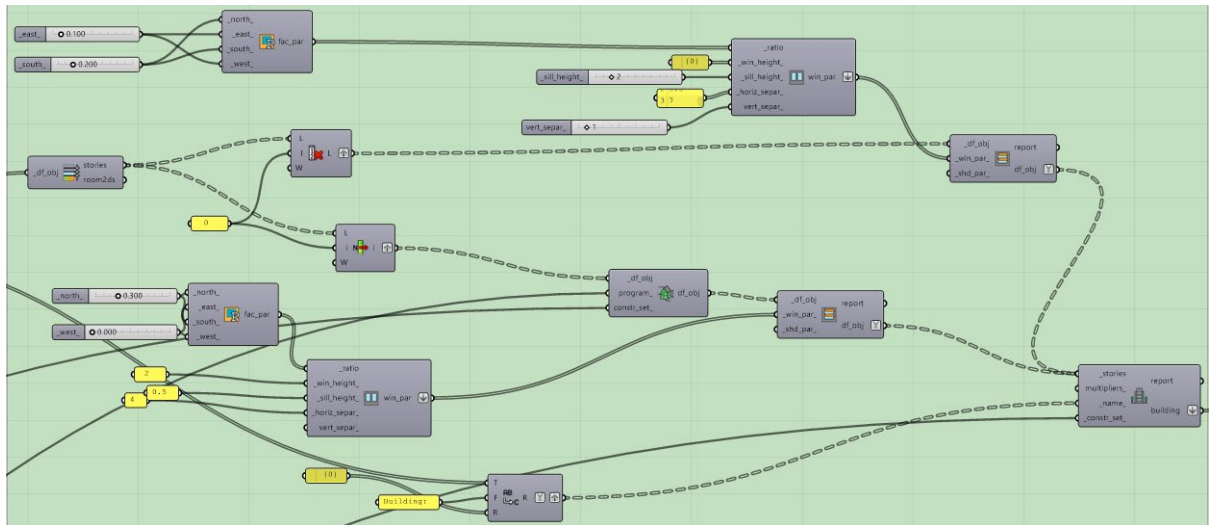 _north_
_east_
_south_
_west_
fac_par
_east_ 0.100
_south_ 0.200
_ratio
_win_height_
_sill_height_
_horiz_separ_
vert_separ_
win_par
{0}
_sill_height_ 2
3 7
vert_separ_ 1
_df_obj
stories
room2ds
L
I
W
L
0
L
i
W
i
_df_obj
_win_par_
_shd_par_
report
df_obj
_df_obj
program_
constr_set_
df_obj
_north_ 0.300
_west_ 0.000
_north_
_east_
_south_
_west_
fac_par
_df_obj
_win_par_
_shd_par_
report
df_obj
2
0.5
4
_ratio
_win_height_
_sill_height_
_horiz_separ_
vert_separ_
win_par
_stories
multipliers_
_name_
_constr_set_
report
building
{0}
Building:
T
F
R
AB
C
R